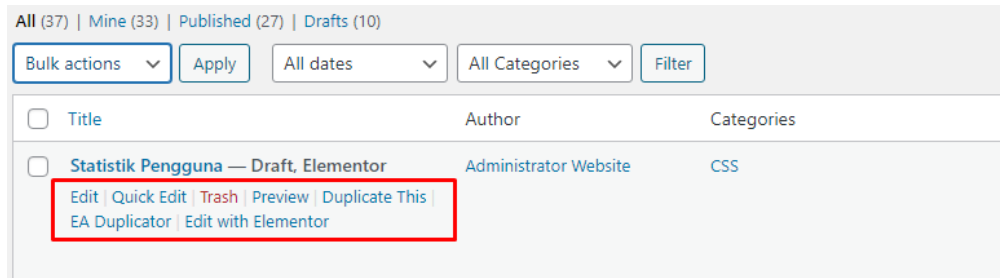 All (37) | Mine (33) | Published (27) | Drafts (10)
Bulk actions Apply All dates All Categories Filter
Title Author Categories
Statistik Pengguna — Draft, Elementor Administrator Website CSS
Edit | Quick Edit | Trash | Preview | Duplicate This |
EA Duplicator | Edit with Elementor